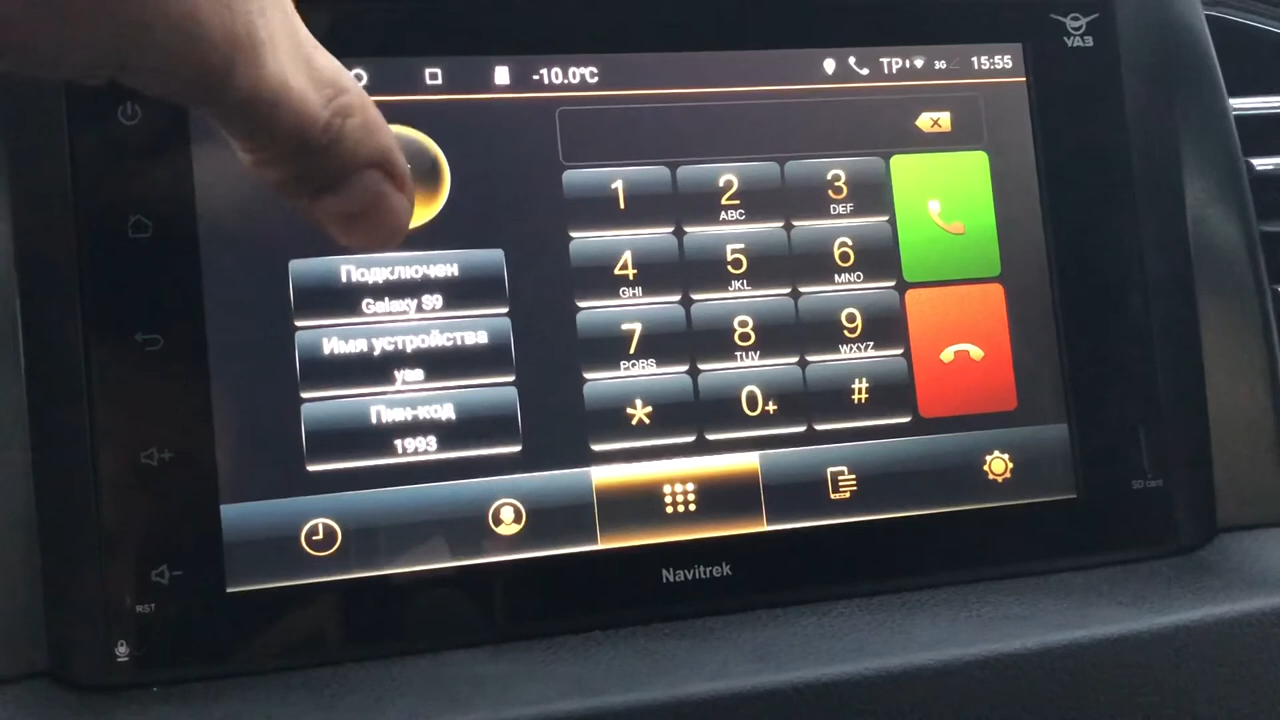 УАЗ
-10.0°C
TP
3G
15:55
Подключен
Galaxy S9
Имя устройства
уаа
Пин-код
1993
1
2
ABC
3
DEF
4
GHI
5
JKL
6
MNO
7
PQRS
8
TUV
9
WXYZ
*
0+
#
SD card
Navitrek
RST